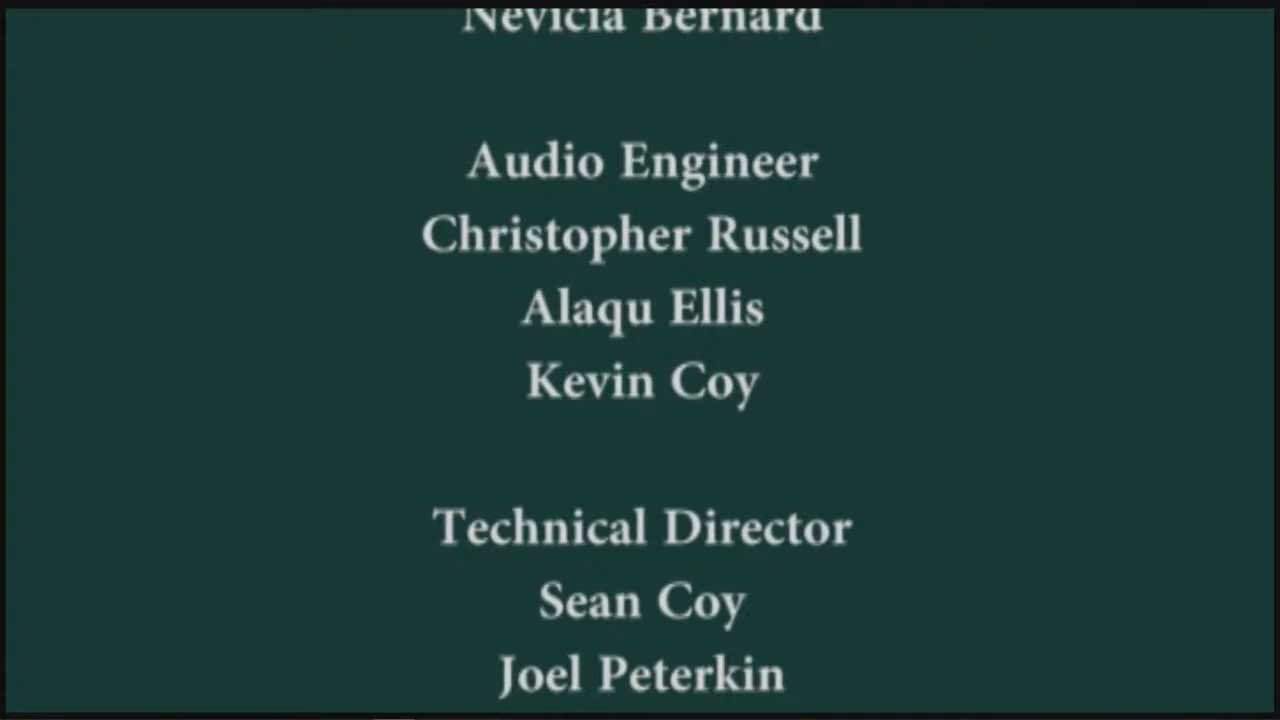 Nevicia Bernard
Audio Engineer
Christopher Russell
Alaqu Ellis
Kevin Coy
Technical Director
Sean Coy
Joel Peterkin